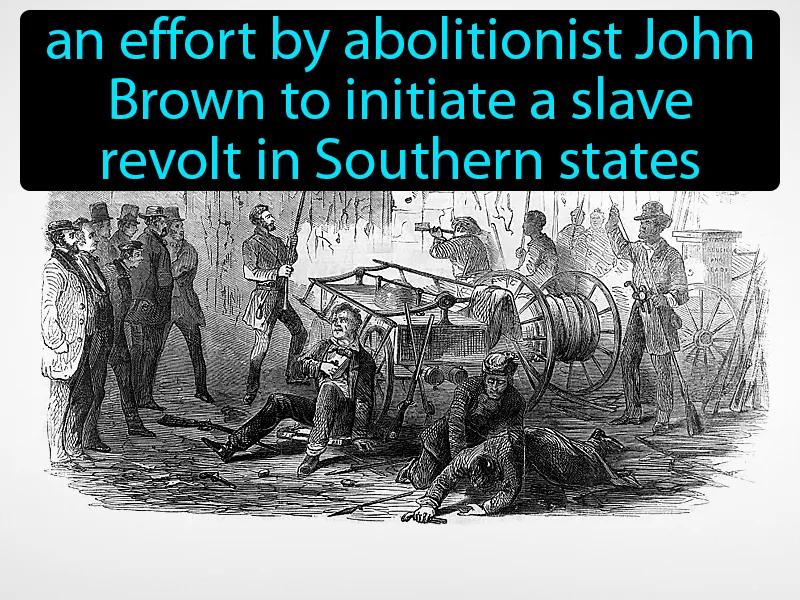 an effort by abolitionist John
Brown to initiate a slave
revolt in Southern states